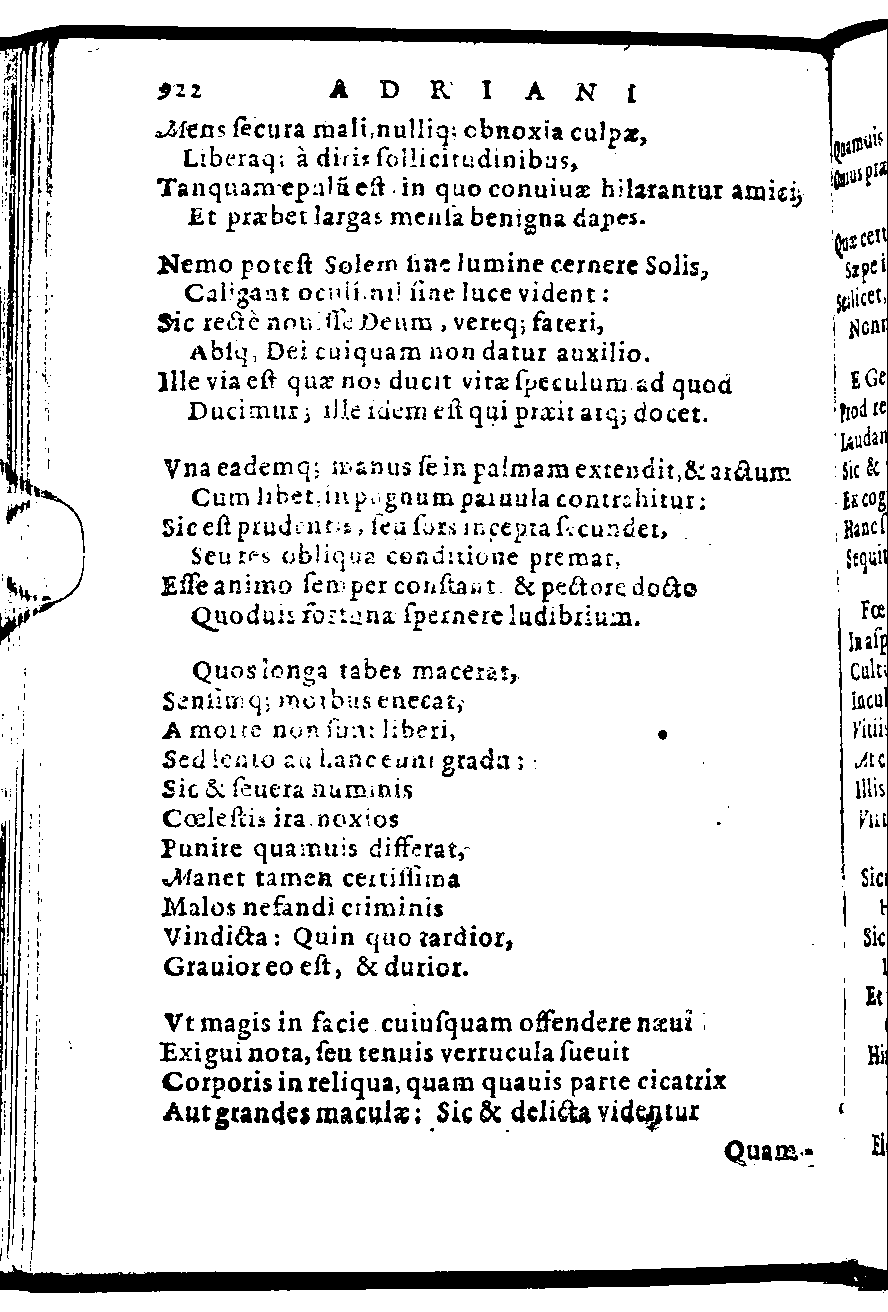 922 ADRIANI
Mens ſecura mali, nulliq; obnoxia culpæ,
Liberaq; à diris ſollicitudinibus,
Tanquam epulũ eſt in quo conuiuæ hilarantur amici,
Et præbet largas menſa benigna dapes.
Nemo poteſt Solem ſine lumine cernere Solis,
Caligant oculi, nil ſine luce vident:
Sic rectè nouiſſe Deum, vereq; fateri,
Abſq, Dei cuiquam non datur auxilio.
Ille via eſt quæ nos ducit vitæ ſpeculum ad quod
Ducimur; ille idem eſt qui præit atq; docet.
Vna eademq; manus ſe in palmam extendit, & arctum
Cum libet, in pugnum paruula contrahitur:
Sic eſt prudentis, ſeu ſors incepta ſecundet,
Seu res obliqua conditione premat,
Eſſe animo ſemper conſtant. & pectore docto
Quoduis fortuna ſpernere ludibrium.
Quos longa tabes macerat,
Senſimq; morbus enecat,
A morte non ſunt liberi,
Sed lento ad hanc eunt gradu:
Sic & ſeuera numinis
Cœleſtis ira noxios
Punire quamuis differat,
Manet tamen certiſſima
Malos nefandi criminis
Vindicta: Quin quo tardior,
Grauior eo eſt, & durior.
Vt magis in facie cuiuſquam offendere næui
Exigui nota, ſeu tenuis verrucula ſueuit
Corporis in reliqua, quam quauis parte cicatrix
Aut grandes maculæ: Sic & delicta videntur
Quam-
Quamuis
Quæ cert
Sæpe i
Scilicet,
Nonn
E Ge
Prod re
Laudan
Sic &
Ex cog
Hanc ſ
Sequit
Fœ
In aſp
Cult
Incul
Vitiis
At c
Illis
Sic
Et
Hi